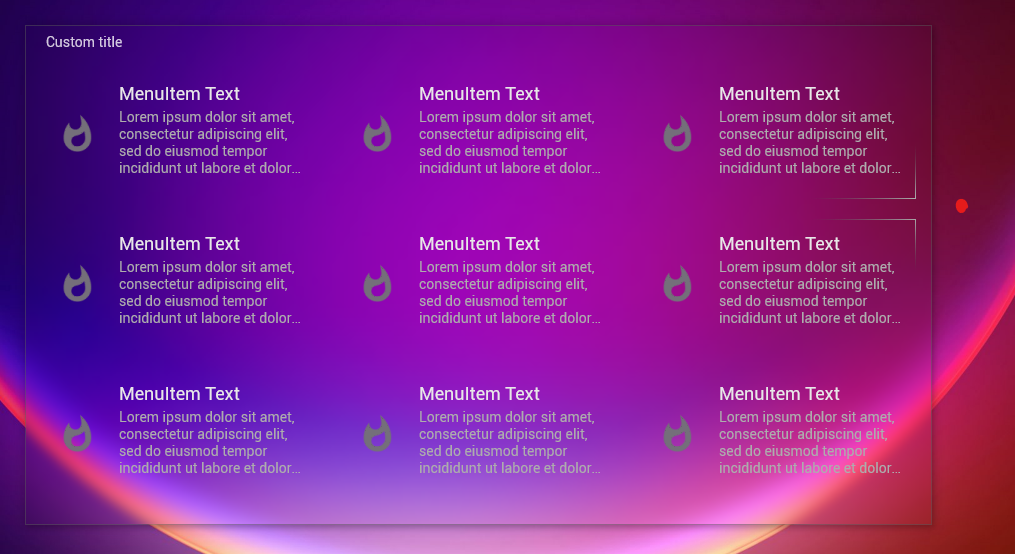 Custom title
MenuItem Text
Lorem ipsum dolor sit amet,
consectetur adipiscing elit,
sed do eiusmod tempor
incididunt ut labore et dolor...
MenuItem Text
Lorem ipsum dolor sit amet,
consectetur adipiscing elit,
sed do eiusmod tempor
incididunt ut labore et dolor...
MenuItem Text
Lorem ipsum dolor sit amet,
consectetur adipiscing elit,
sed do eiusmod tempor
incididunt ut labore et dolor...
MenuItem Text
Lorem ipsum dolor sit amet,
consectetur adipiscing elit,
sed do eiusmod tempor
incididunt ut labore et dolor...
MenuItem Text
Lorem ipsum dolor sit amet,
consectetur adipiscing elit,
sed do eiusmod tempor
incididunt ut labore et dolor...
MenuItem Text
Lorem ipsum dolor sit amet,
consectetur adipiscing elit,
sed do eiusmod tempor
incididunt ut labore et dolor...
MenuItem Text
Lorem ipsum dolor sit amet,
consectetur adipiscing elit,
sed do eiusmod tempor
incididunt ut labore et dolor...
MenuItem Text
Lorem ipsum dolor sit amet,
consectetur adipiscing elit,
sed do eiusmod tempor
incididunt ut labore et dolor...
MenuItem Text
Lorem ipsum dolor sit amet,
consectetur adipiscing elit,
sed do eiusmod tempor
incididunt ut labore et dolor...